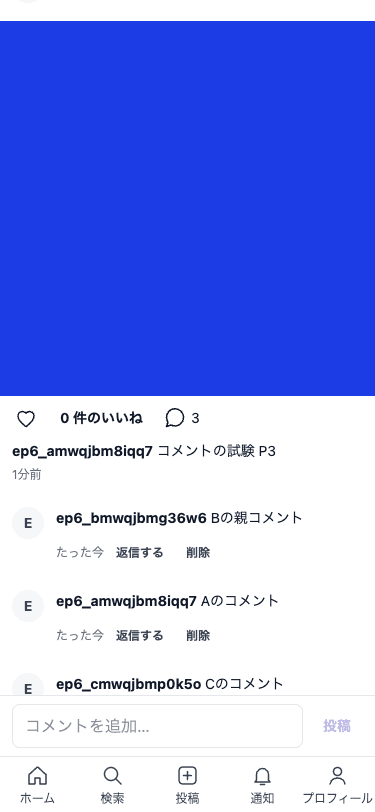 0 件のいいね 3
ep6_amwqjbm8iqq7 コメントの試験 P3
1分前
E
ep6_bmwqjbmg36w6 Bの親コメント
たった今 返信する 削除
E
ep6_amwqjbm8iqq7 Aのコメント
たった今 返信する 削除
E
ep6_cmwqjbmp0k5o Cのコメント
コメントを追加... 投稿
ホーム 検索 投稿 通知 プロフィール